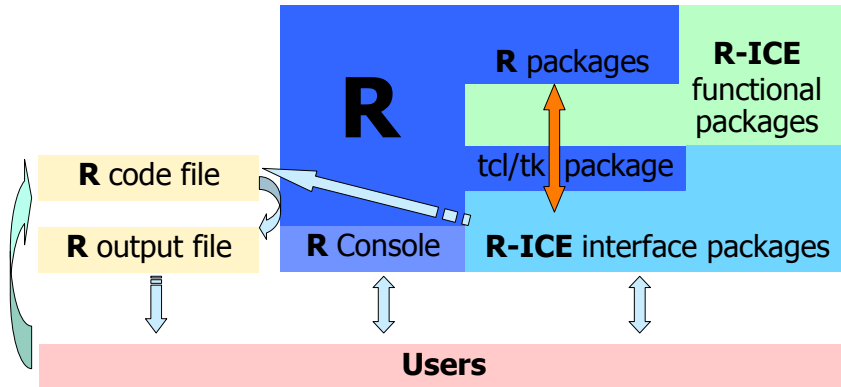 R
R packages
R-ICE
functional
packages
tcl/tk package
R code file
R output file
R Console
R-ICE interface packages
Users